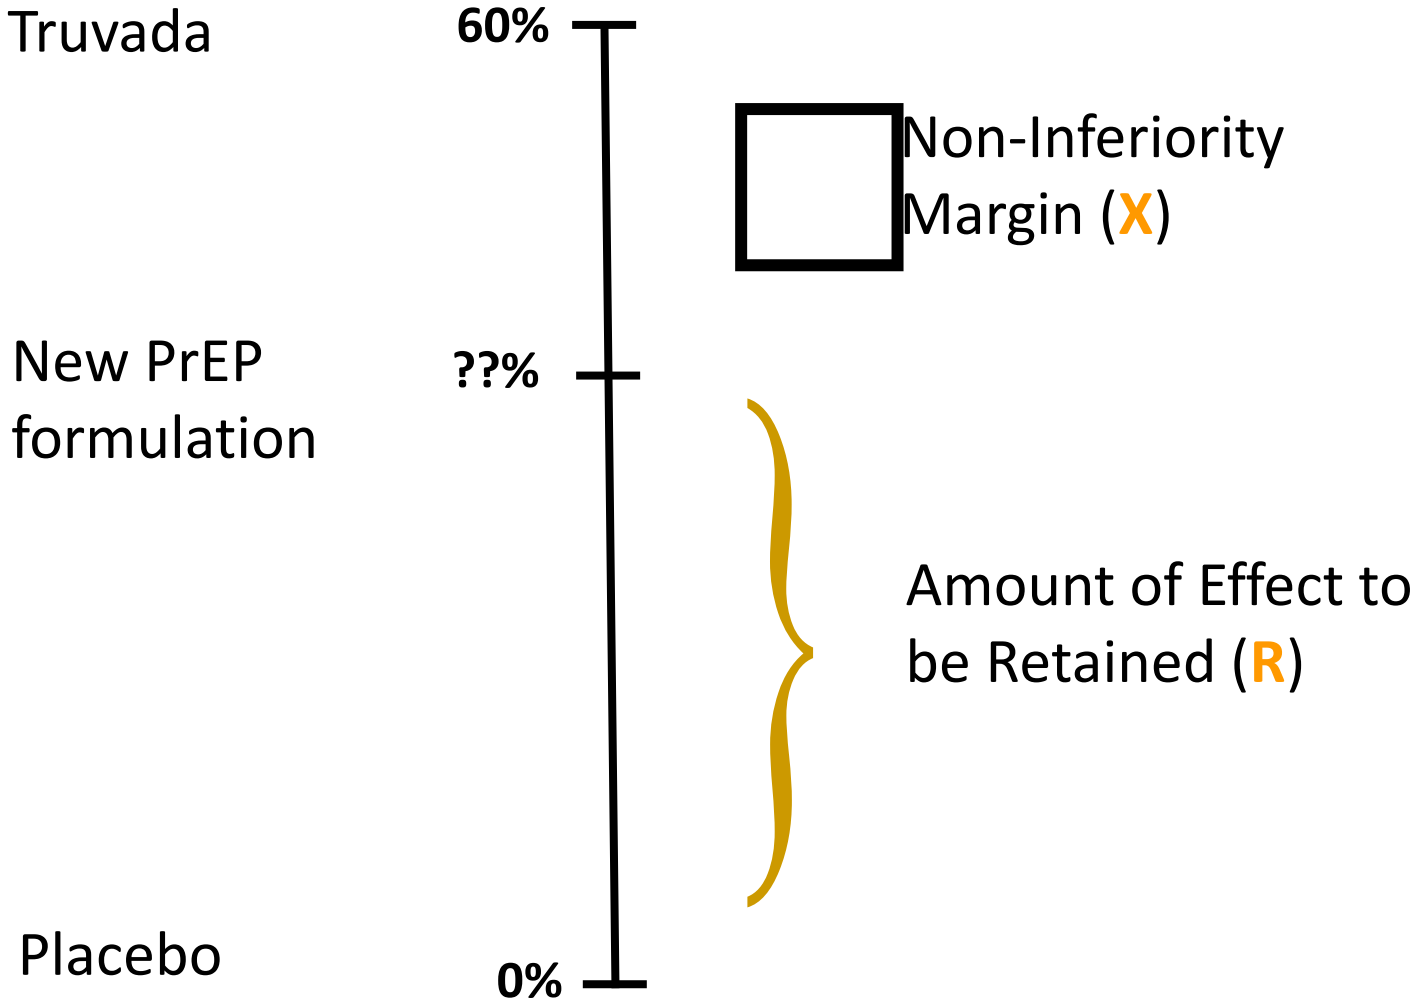 Truvada
60%
Non-Inferiority
Margin (X)
New PrEP
formulation
??%
Amount of Effect to
be Retained (R)
Placebo
0%